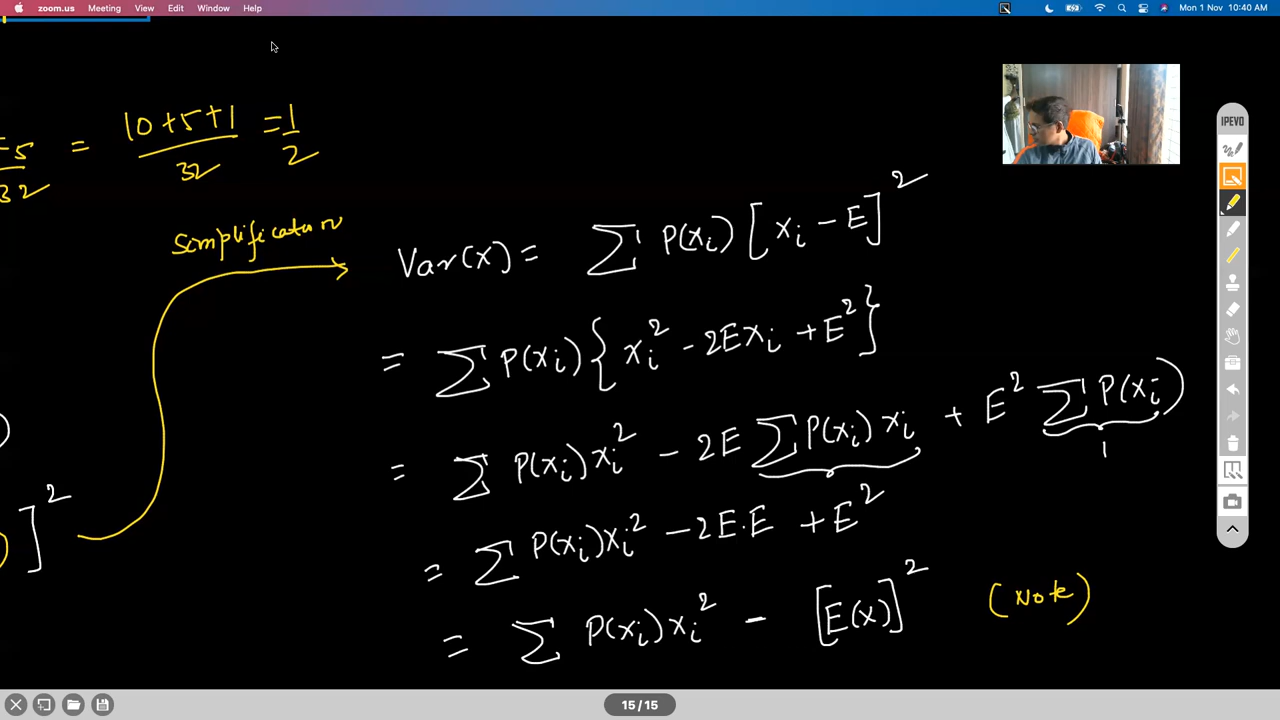 zoom.us Meeting View Edit Window Help Mon 1 Nov 10:40 AM
IPEVO
= 10+5+1/32 = 1/2
32
Simplification
Var(x) = ∑ P(xᵢ) [xᵢ - E]²
= ∑ P(xᵢ) {xᵢ² - 2Exᵢ + E²}
= ∑ P(xᵢ)xᵢ² - 2E ∑ P(xᵢ) xᵢ + E² ∑ P(xᵢ)
1
]²
= ∑ P(xᵢ)xᵢ² - 2E.E + E²
= ∑ P(xᵢ)xᵢ² - [E(x)]² (Note)
15/15